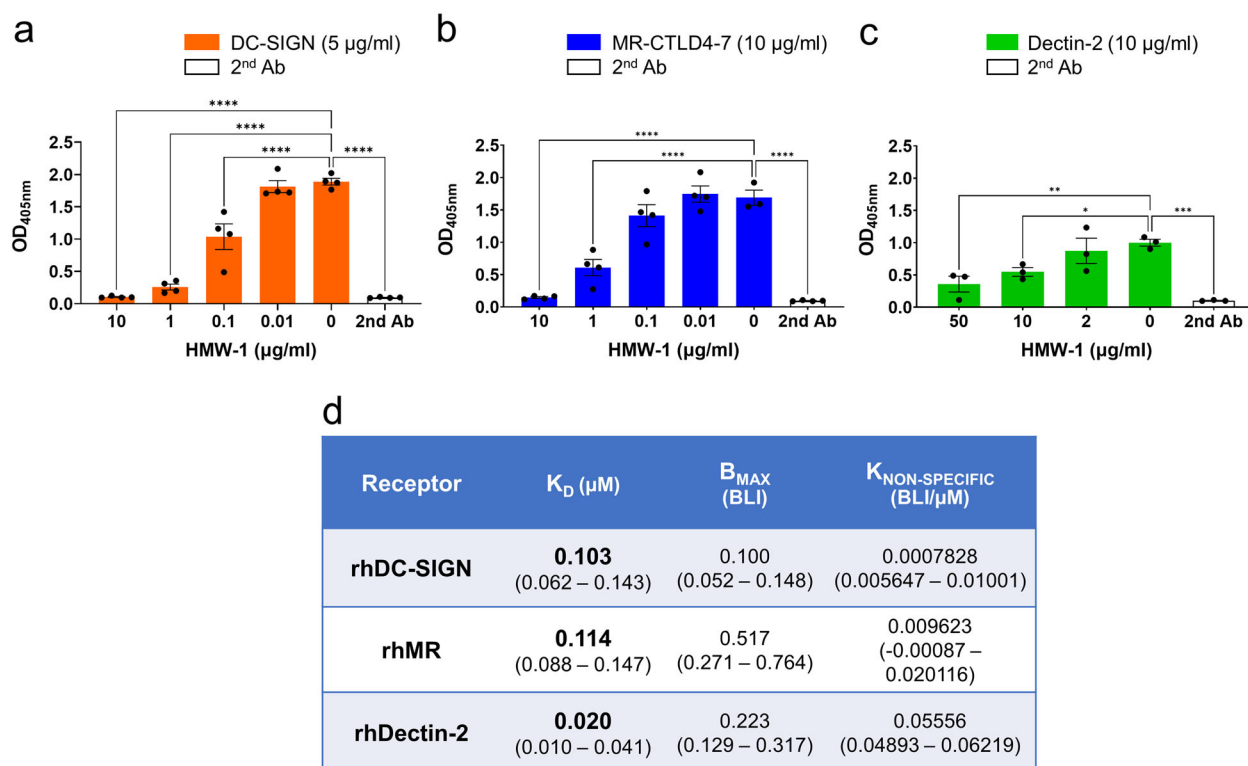 a
DC-SIGN (5 µg/ml)
2nd Ab
****
****
****
****
2.5
2.0
1.5
1.0
0.5
0.0
OD405nm
10 1 0.1 0.01 0 2nd Ab
HMW-1 (µg/ml)
b
MR-CTLD4-7 (10 µg/ml)
2nd Ab
****
****
****
2.5
2.0
1.5
1.0
0.5
0.0
OD405nm
10 1 0.1 0.01 0 2nd Ab
HMW-1 (µg/ml)
c
Dectin-2 (10 µg/ml)
2nd Ab
**
*
***
2.5
2.0
1.5
1.0
0.5
0.0
OD405nm
50 10 2 0 2nd Ab
HMW-1 (µg/ml)
d
Receptor
KD (µM)
BMAX
(BLI)
KNON-SPECIFIC
(BLI/µM)
rhDC-SIGN
0.103
(0.062 – 0.143)
0.100
(0.052 – 0.148)
0.0007828
(0.005647 – 0.01001)
rhMR
0.114
(0.088 – 0.147)
0.517
(0.271 – 0.764)
0.009623
(-0.00087 –
0.020116)
rhDectin-2
0.020
(0.010 – 0.041)
0.223
(0.129 – 0.317)
0.05556
(0.04893 – 0.06219)